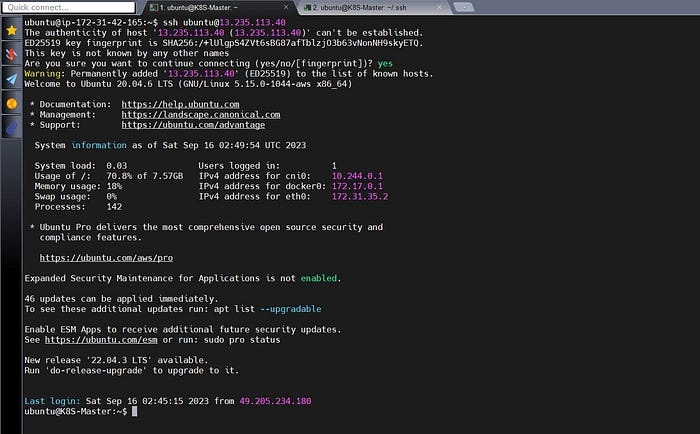 Quick connect...
1. ubuntu@K8S-Master: ~
2. ubuntu@K8S-Master: ~/.ssh
ubuntu@ip-172-31-42-165:~$ ssh ubuntu@13.235.113.40
The authenticity of host '13.235.113.40 (13.235.113.40)' can't be established.
ED25519 key fingerprint is SHA256:/+lUlgpS4ZVt6sBG87afTblzjO3b63vNonNH9skyETQ.
This key is not known by any other names
Are you sure you want to continue connecting (yes/no/[fingerprint])? yes
Warning: Permanently added '13.235.113.40' (ED25519) to the list of known hosts.
Welcome to Ubuntu 20.04.6 LTS (GNU/Linux 5.15.0-1044-aws x86_64)
* Documentation: https://help.ubuntu.com
* Management: https://landscape.canonical.com
* Support: https://ubuntu.com/advantage
System information as of Sat Sep 16 02:49:54 UTC 2023
System load: 0.03 Users logged in: 1
Usage of /: 70.8% of 7.57GB IPv4 address for cni0: 10.244.0.1
Memory usage: 18% IPv4 address for docker0: 172.17.0.1
Swap usage: 0% IPv4 address for eth0: 172.31.35.2
Processes: 142
* Ubuntu Pro delivers the most comprehensive open source security and
compliance features.
https://ubuntu.com/aws/pro
Expanded Security Maintenance for Applications is not enabled.
46 updates can be applied immediately.
To see these additional updates run: apt list --upgradable
Enable ESM Apps to receive additional future security updates.
See https://ubuntu.com/esm or run: sudo pro status
New release '22.04.3 LTS' available.
Run 'do-release-upgrade' to upgrade to it.
Last login: Sat Sep 16 02:45:15 2023 from 49.205.234.180
ubuntu@K8S-Master:~$